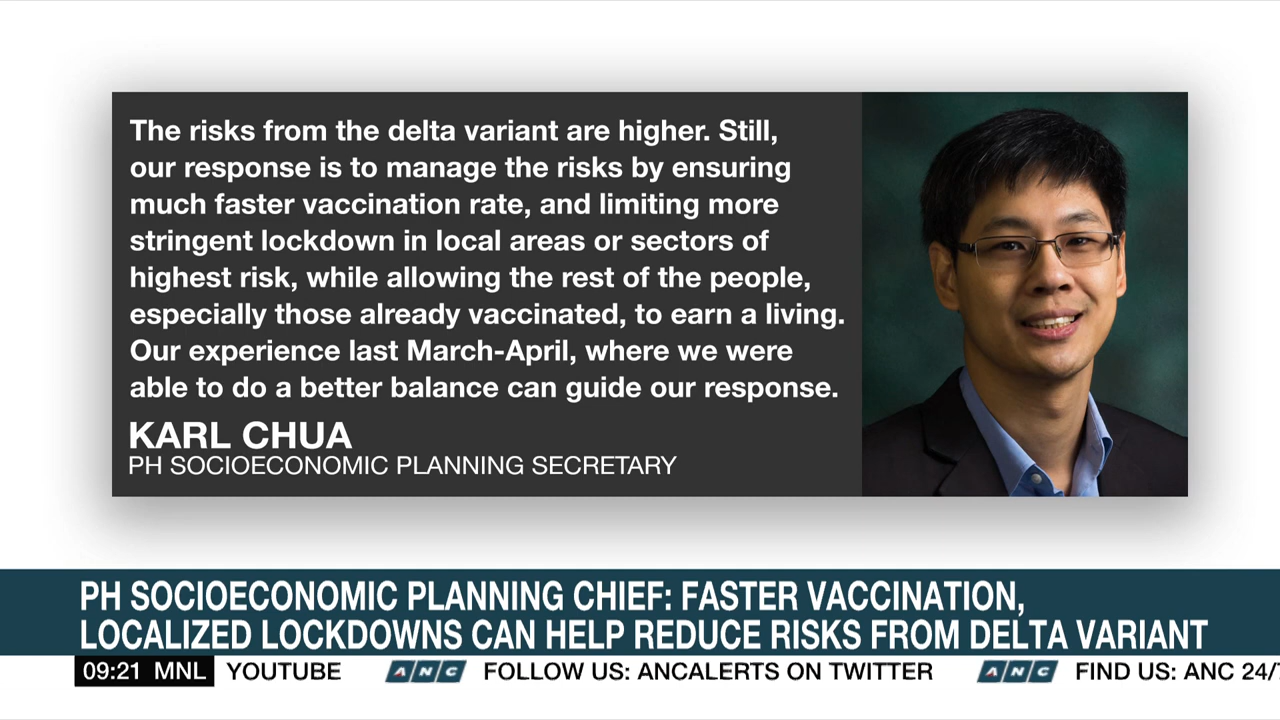 The risks from the delta variant are higher. Still,
our response is to manage the risks by ensuring
much faster vaccination rate, and limiting more
stringent lockdown in local areas or sectors of
highest risk, while allowing the rest of the people,
especially those already vaccinated, to earn a living.
Our experience last March-April, where we were
able to do a better balance can guide our response.
KARL CHUA
PH SOCIOECONOMIC PLANNING SECRETARY
PH SOCIOECONOMIC PLANNING CHIEF: FASTER VACCINATION,
LOCALIZED LOCKDOWNS CAN HELP REDUCE RISKS FROM DELTA VARIANT
09:21 MNL YOUTUBE ANC FOLLOW US: ANCALERTS ON TWITTER ANC FIND US: ANC 24/7